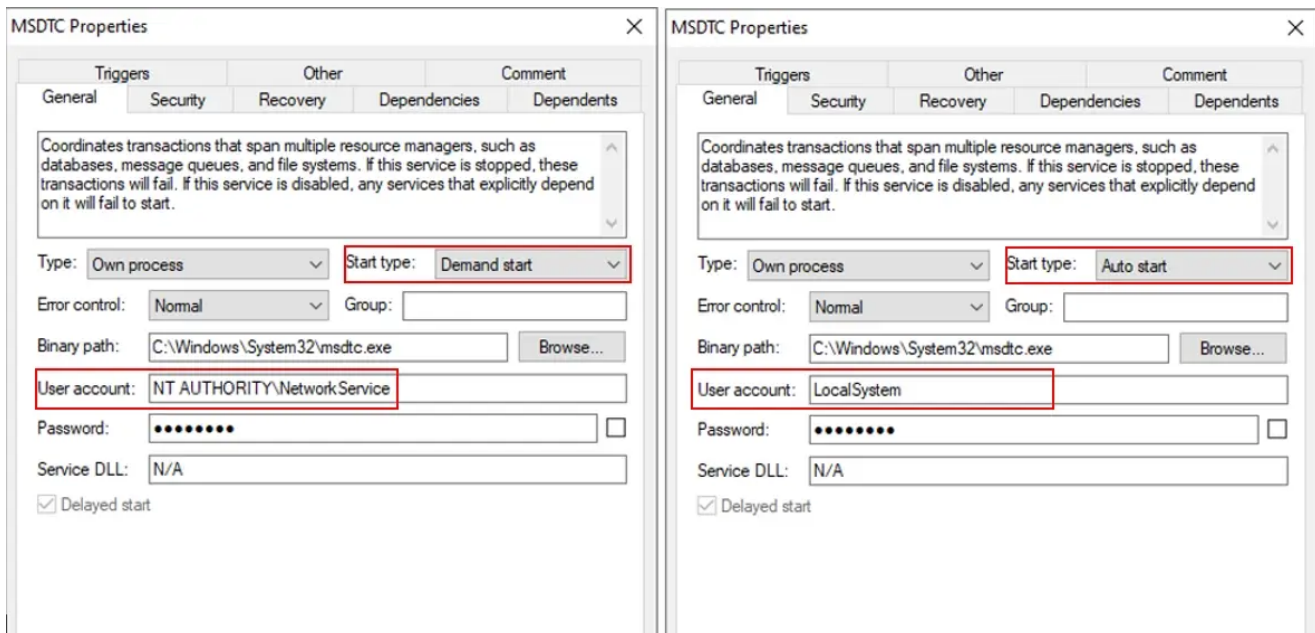 MSDTC Properties
Triggers Other Comment
General Security Recovery Dependencies Dependents
Coordinates transactions that span multiple resource managers, such as
databases, message queues, and file systems. If this service is stopped, these
transactions will fail. If this service is disabled, any services that explicitly depend
on it will fail to start.
Type: Own process Start type: Demand start
Error control: Normal Group:
Binary path: C:\Windows\System32\msdtc.exe Browse...
User account: NT AUTHORITY\NetworkService
Password: ●●●●●●●●
Service DLL: N/A
Delayed start
MSDTC Properties
Triggers Other Comment
General Security Recovery Dependencies Dependents
Coordinates transactions that span multiple resource managers, such as
databases, message queues, and file systems. If this service is stopped, these
transactions will fail. If this service is disabled, any services that explicitly depend
on it will fail to start.
Type: Own process Start type: Auto start
Error control: Normal Group:
Binary path: C:\Windows\System32\msdtc.exe Browse...
User account: LocalSystem
Password: ●●●●●●●●
Service DLL: N/A
Delayed start